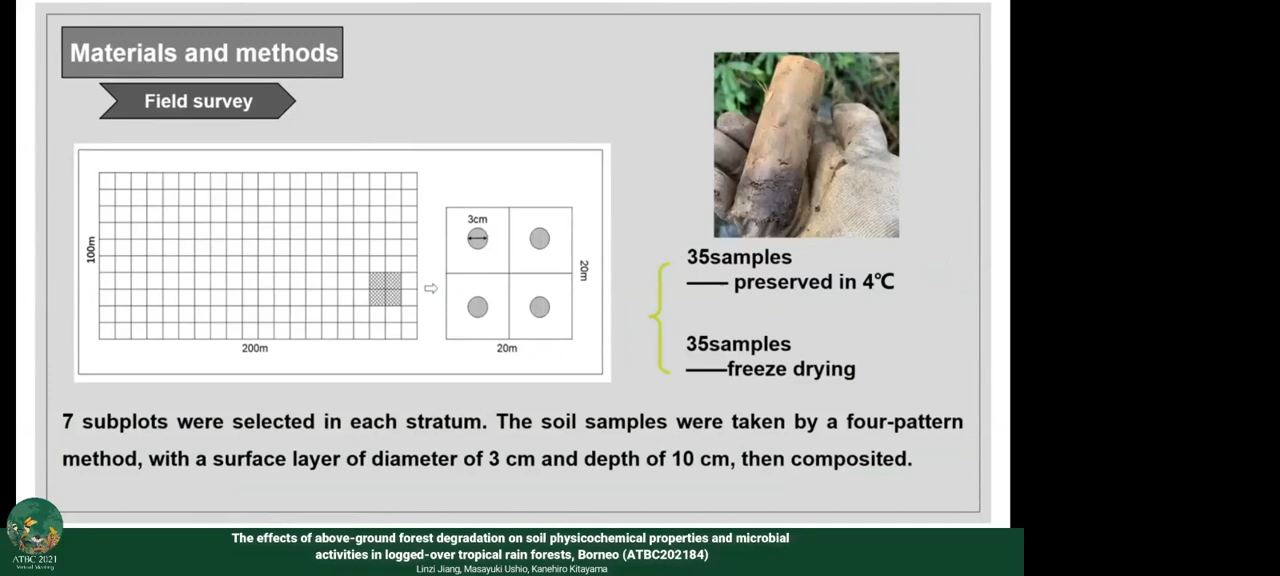 Materials and methods
Field survey
100m
200m
3cm
20m
20m
35samples
—— preserved in 4℃
35samples
——freeze drying
7 subplots were selected in each stratum. The soil samples were taken by a four-pattern
method, with a surface layer of diameter of 3 cm and depth of 10 cm, then composited.
ATBC 2021
Virtual Meeting
The effects of above-ground forest degradation on soil physicochemical properties and microbial
activities in logged-over tropical rain forests, Borneo (ATBC202184)
Linzi Jiang, Masayuki Ushio, Kanehiro Kitayama